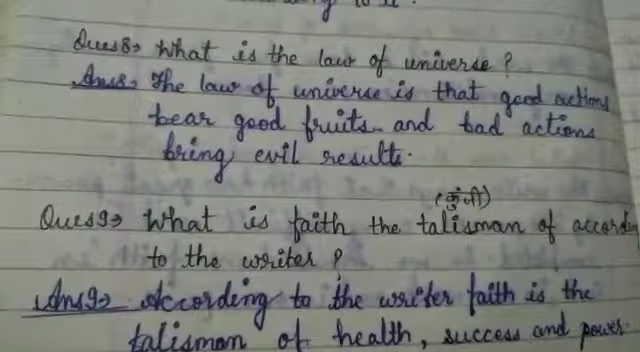 Ques8→ What is the law of universe?
Ans8→ The law of universe is that good actions
bear good fruits and bad actions
bring evil results.
(कुंजी)
Ques9→ What is faith the talisman of according
to the writer?
Ans9→ According to the writer faith is the
talisman of health, success and power.